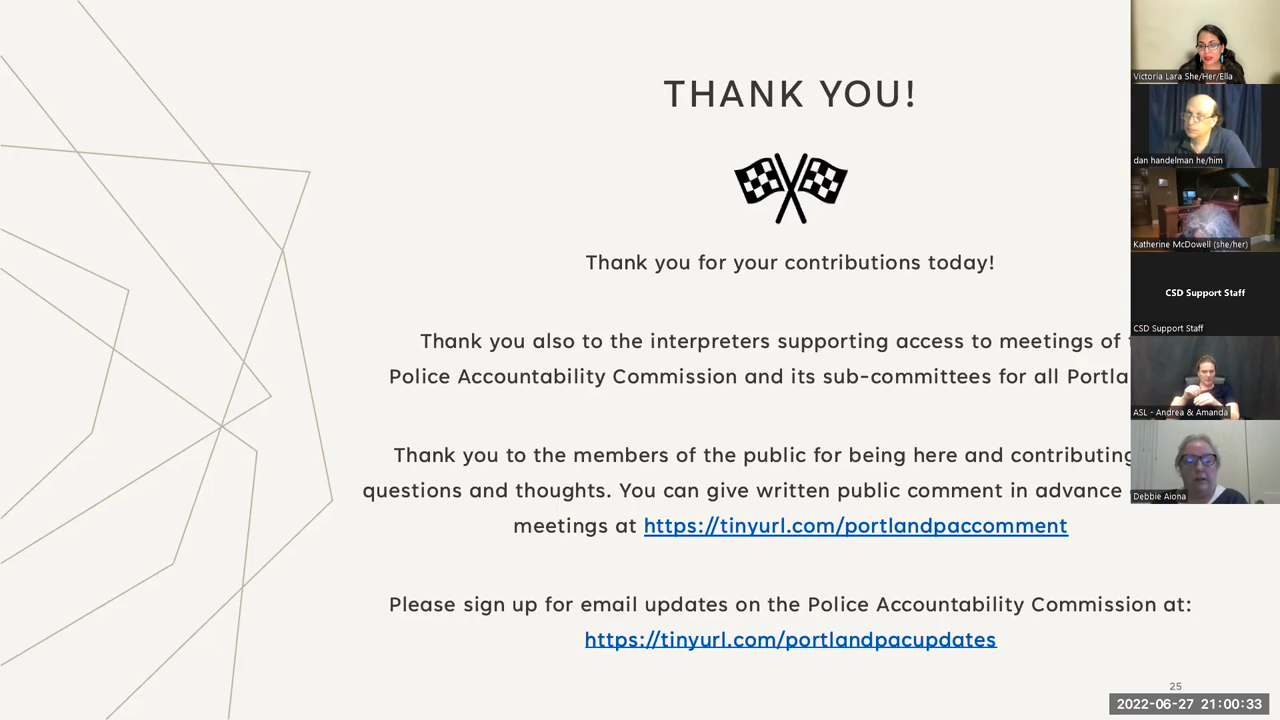 THANK YOU!
Thank you for your contributions today!
Thank you also to the interpreters supporting access to meetings of
Police Accountability Commission and its sub-committees for all
Thank you to the members of the public for being here and contributing
questions and thoughts. You can give written public comment in advance
meetings at https://tinyurl.com/portlandpaccomment
Please sign up for email updates on the Police Accountability Commission at:
https://tinyurl.com/portlandpacupdates
25
2022-06-27 21:00:33
Victoria Lara She/Her/Ella
dan handelman he/him
Katherine McDowell (she/her)
CSD Support Staff
CSD Support Staff
ASL - Andrea & Amanda
Debbie Aiona